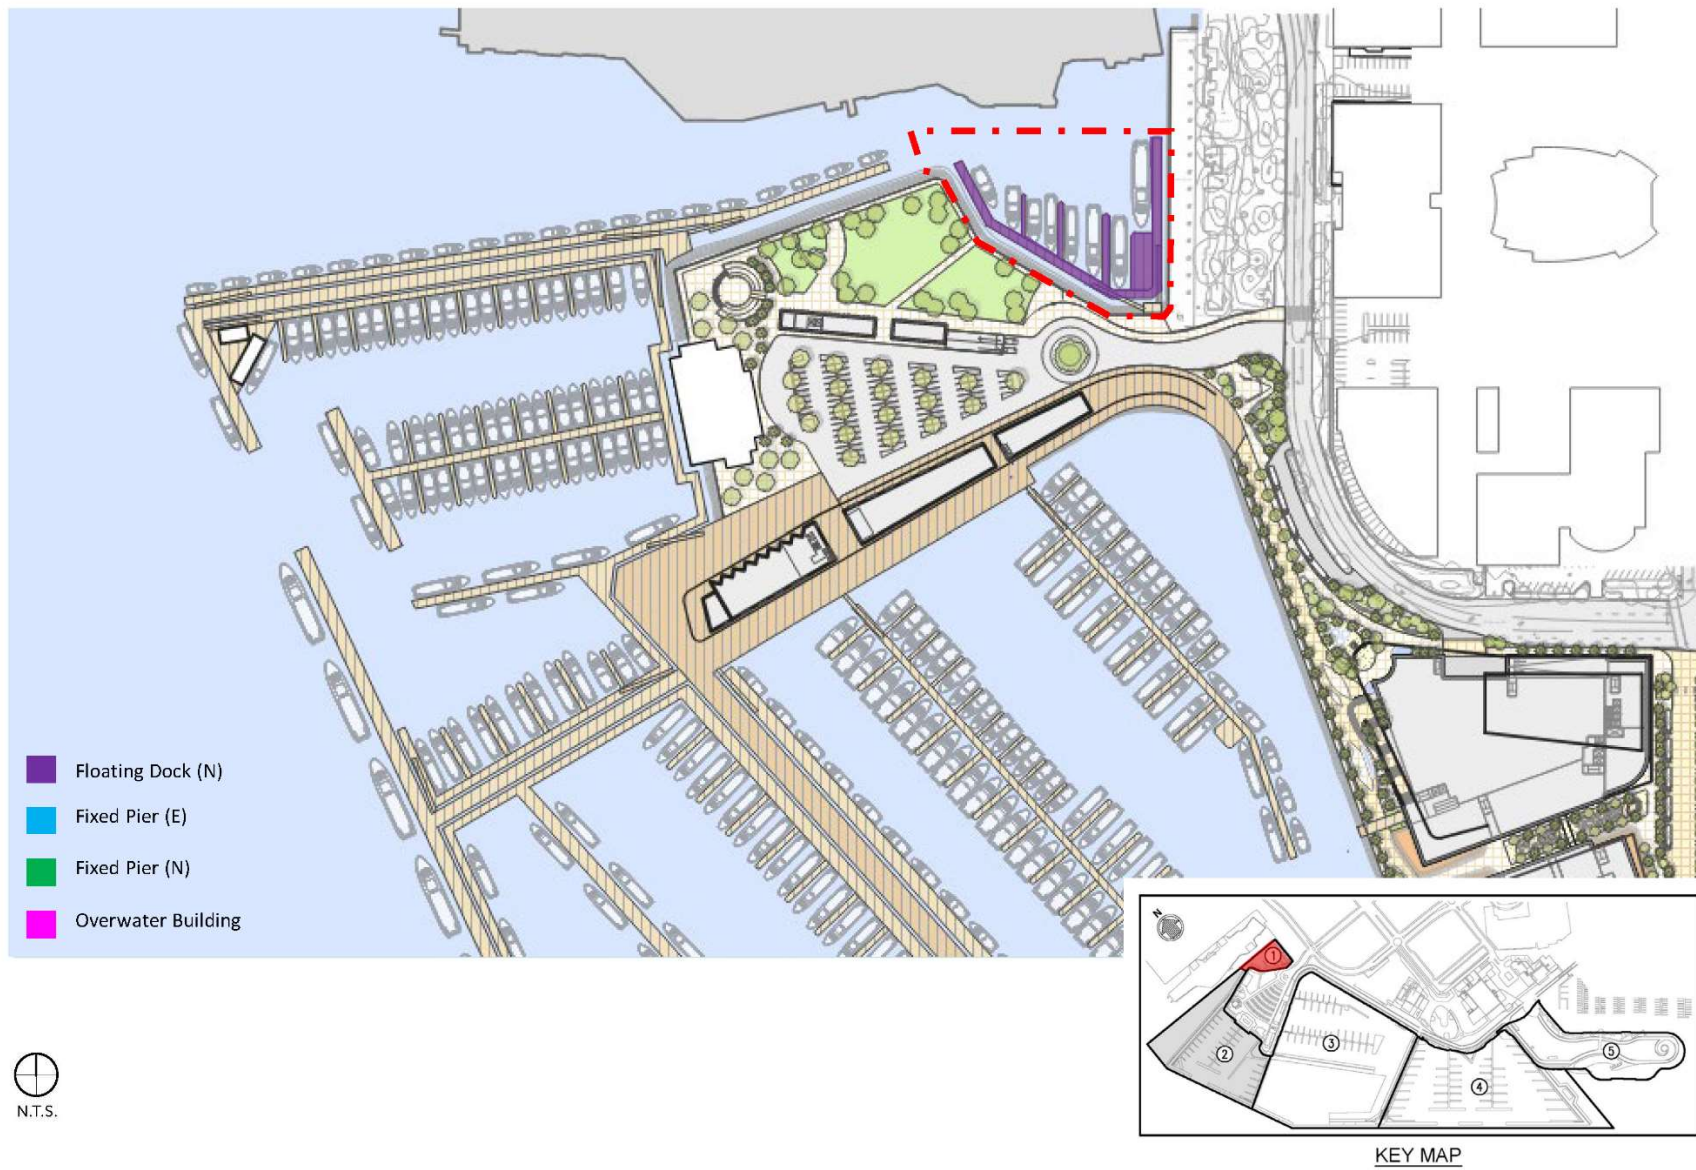 Floating Dock (N)
Fixed Pier (E)
Fixed Pier (N)
Overwater Building
N
1
2
3
4
5
KEY MAP
N.T.S.